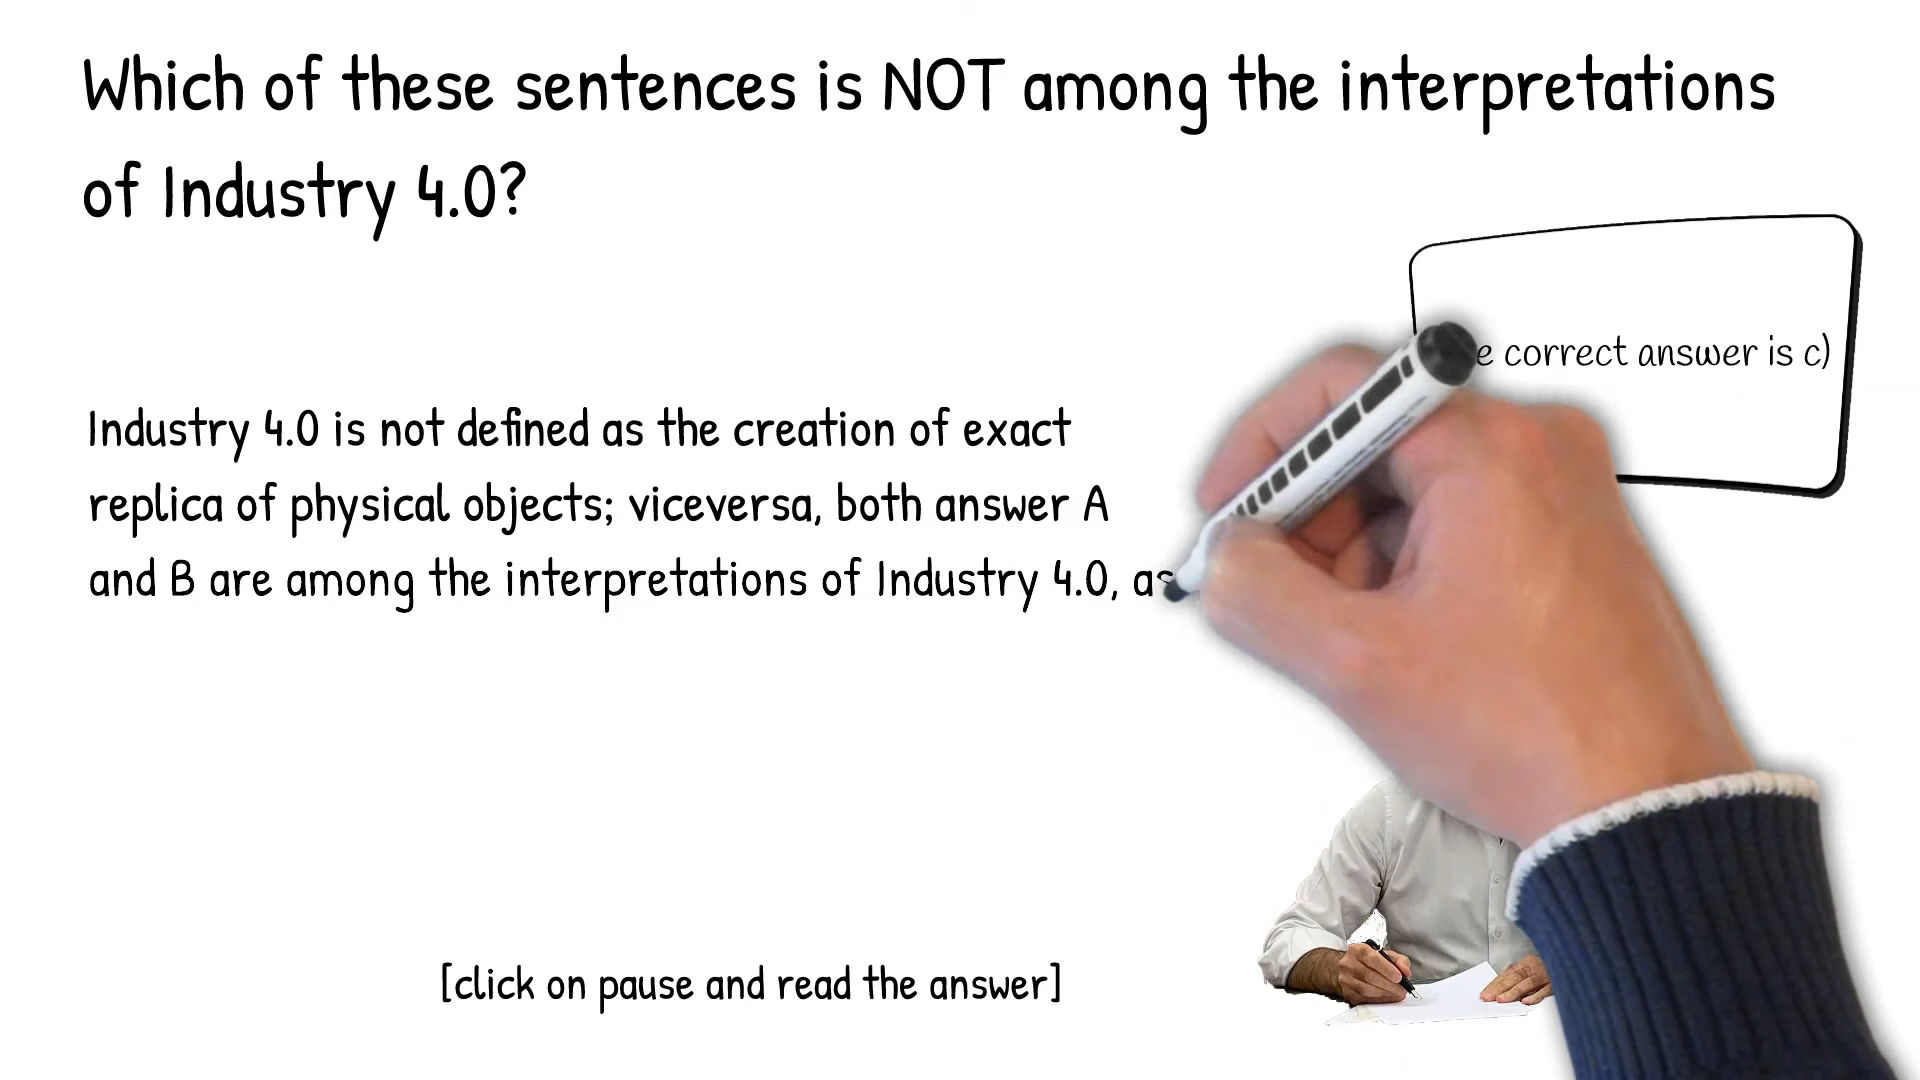 Which of these sentences is NOT among the interpretations
of Industry 4.0?
correct answer is c)
Industry 4.0 is not defined as the creation of exact
replica of physical objects; viceversa, both answer A
and B are among the interpretations of Industry 4.0, as
[click on pause and read the answer]